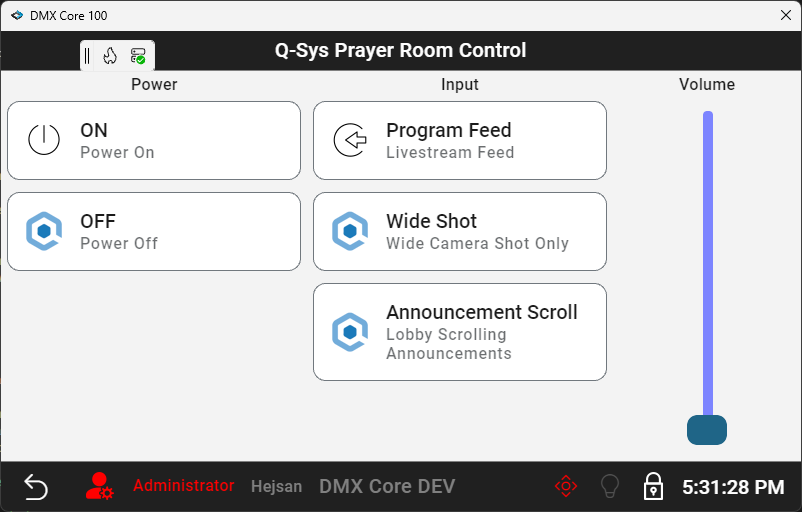 DMX Core 100
Q-Sys Prayer Room Control
Power
Input
Volume
ON
Power On
Program Feed
Livestream Feed
OFF
Power Off
Wide Shot
Wide Camera Shot Only
Announcement Scroll
Lobby Scrolling
Announcements
Administrator Hejsan DMX Core DEV 5:31:28 PM